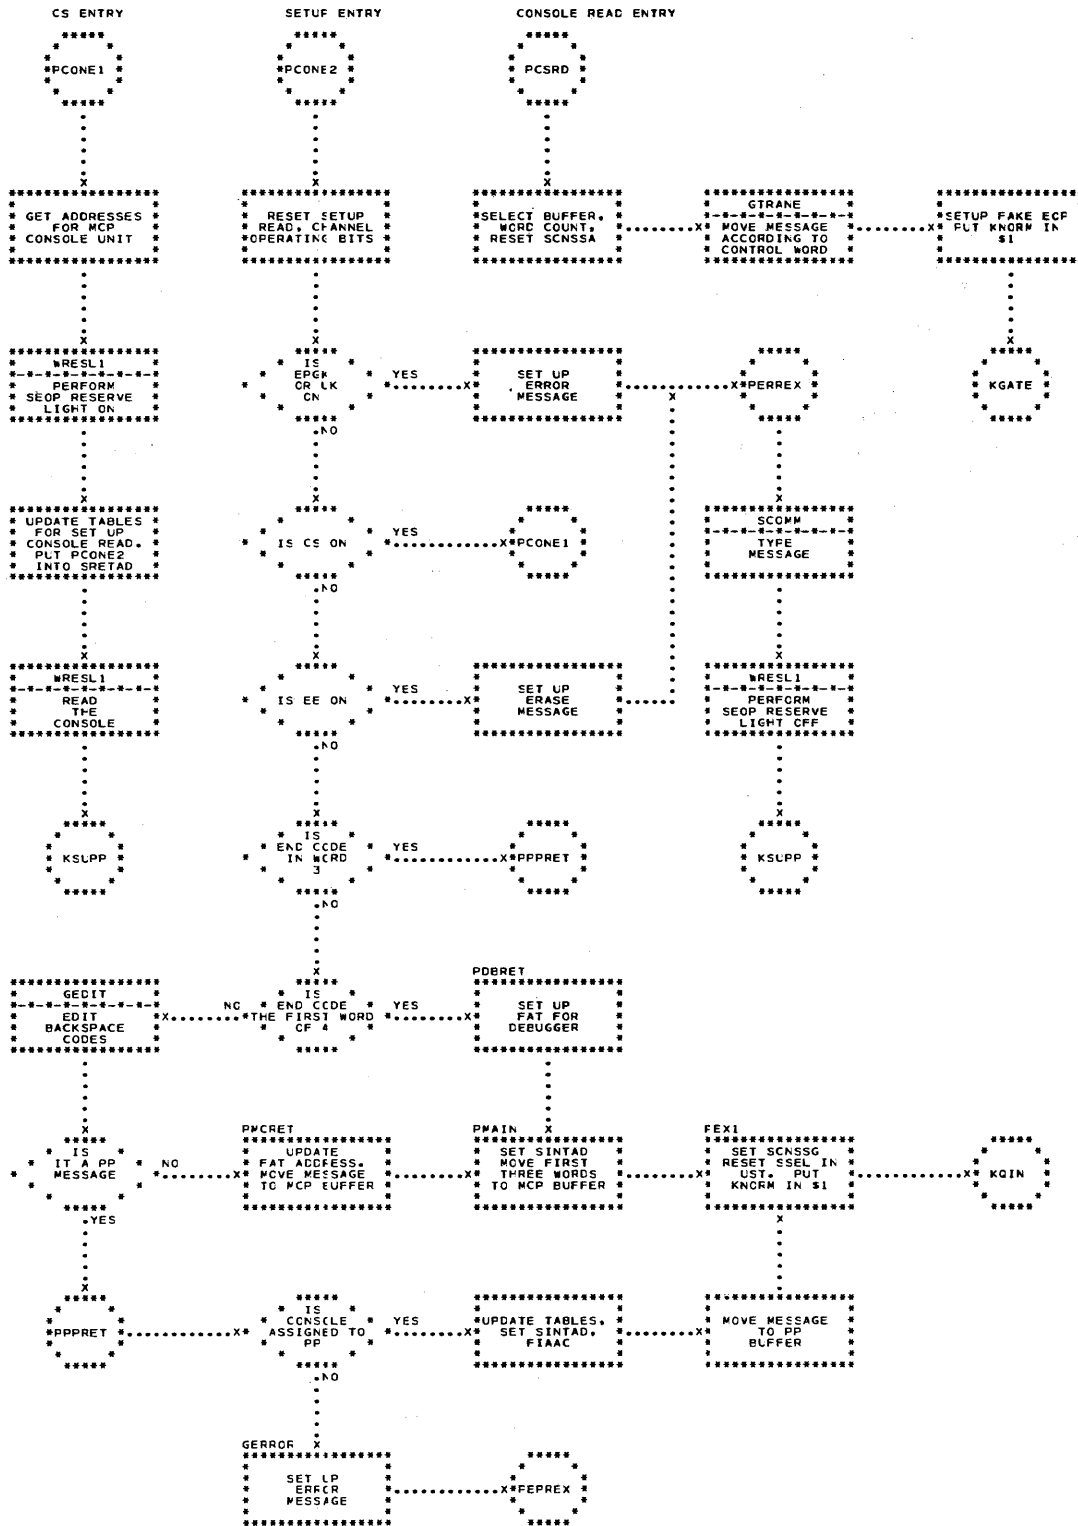 CS ENTRY
SETUP ENTRY
CONSOLE READ ENTRY
PCONE1
PCONE2
PCSRD
GET ADDRESSES
FOR MCP
CONSOLE UNIT
RESET SETUP
READ, CHANNEL
OPERATING BITS
SELECT BUFFER,
WORD COUNT,
RESET SCNSSA
GTRANE
MOVE MESSAGE
ACCORDING TO
CONTROL WORD
SETUP FAKE ECP
PUT KNORM IN
$1
WRESL1
PERFORM
SEOP RESERVE
LIGHT ON
IS
EPGK
OR UK
ON
YES
NO
SET UP
ERROR
MESSAGE
PERREX
KGATE
UPDATE TABLES
FOR SET UP
CONSOLE READ.
PUT PCONE2
INTO SRETAD
IS CS ON
YES
NO
PCONE1
SCOMM
TYPE
MESSAGE
WRESL1
READ
THE
CONSOLE
IS EE ON
YES
NO
SET UP
ERASE
MESSAGE
WRESL1
PERFORM
SEOP RESERVE
LIGHT OFF
KSUPP
IS
END CODE
IN WORD
3
YES
NO
PPPRET
KSUPP
GEDIT
EDIT
BACKSPACE
CODES
NO
IS
END CODE
THE FIRST WORD
OF 4
YES
PDBRET
SET UP
FAT FOR
DEBUGGER
IS
IT A PP
MESSAGE
NO
YES
PMCRET
UPDATE
FAT ADDRESS.
MOVE MESSAGE
TO MCP BUFFER
PMAIN
SET SINTAD
MOVE FIRST
THREE WORDS
TO MCP BUFFER
FEX1
SET SCNSSG
RESET SSEL IN
UST. PUT
KNORM IN $1
KQIN
PPPRET
IS
CONSOLE
ASSIGNED TO
PP
YES
NO
UPDATE TABLES,
SET SINTAD,
FIAAC
MOVE MESSAGE
TO PP
BUFFER
GERROR
SET UP
ERROR
MESSAGE
FEPREX